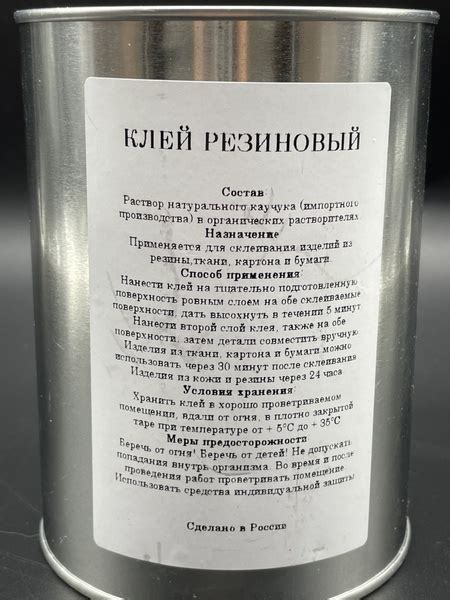 КЛЕЙ РЕЗИНОВЫЙ
Состав
Раствор натурального каучука (импортного
производства) в органических растворителях.
Назначение
Применяется для склеивания изделий из
резины,ткани, картона и бумаги.
Способ применения:
Нанести клей на тщательно подготовленную
поверхность ровным слоем на обе склеиваемые
поверхности, дать высохнуть в течении 5 минут
Нанести второй слой клея, также на обе
поверхности, затем детали совместить вручную.
Изделия из ткани, картона и бумаги можно
использовать через 30 минут после склеивания
Изделия из кожи и резины через 24 часа
Условия хранения:
Хранить клей в хорошо проветриваемом
помещении, вдали от огня, в плотно закрытой
таре при температуре от + 5°С до + 35°С
Меры предосторожности
Беречь от огня! Беречь от детей! Не допускать
попадания внутрь организма. Во время и после
проведения работ проветривать помещение.
Использовать средства индивидуальной защиты
Сделано в России